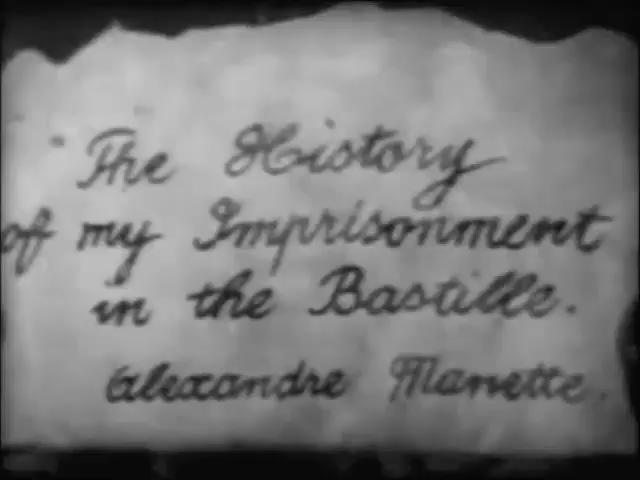 "The History
of my Imprisonment
in the Bastille.
Alexandre Manette.